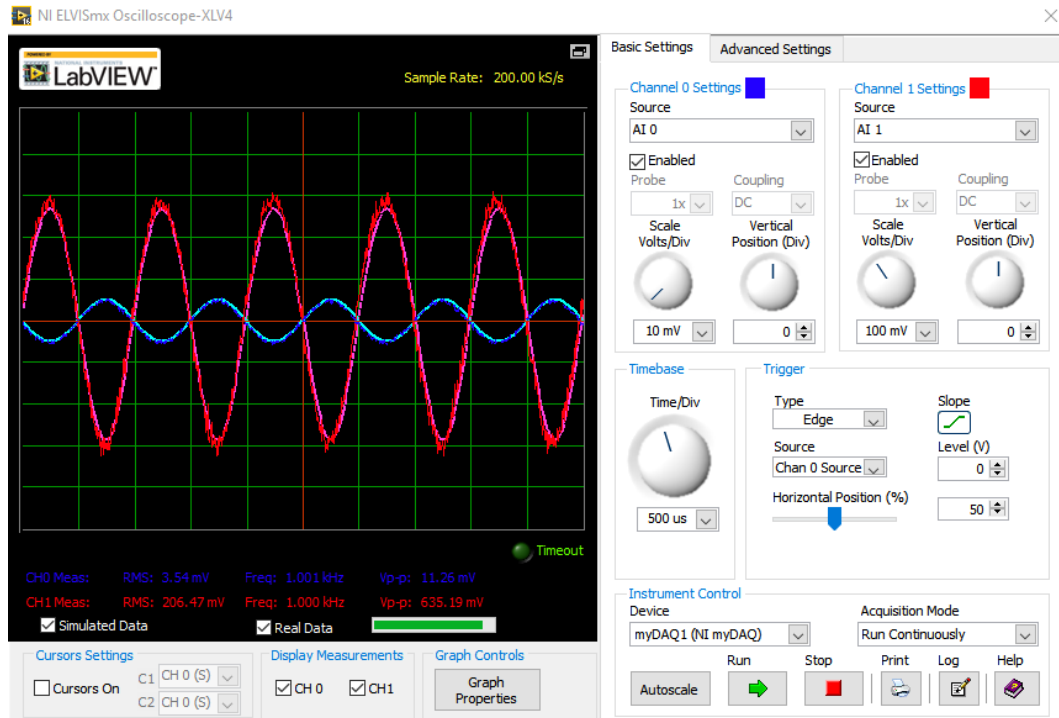 NI ELVISmx Oscilloscope-XLV4
POWERED BY
NATIONAL INSTRUMENTS
LabVIEW™
Sample Rate: 200.00 kS/s
Timeout
CH0 Meas: RMS: 3.54 mV Freq: 1.001 kHz Vp-p: 11.26 mV
CH1 Meas: RMS: 206.47 mV Freq: 1.000 kHz Vp-p: 635.19 mV
Simulated Data Real Data
Cursors Settings
Cursors On
C1 CH 0 (S)
C2 CH 0 (S)
Display Measurements
CH 0 CH1
Graph Controls
Graph
Properties
Basic Settings Advanced Settings
Channel 0 Settings
Source
AI 0
Enabled
Probe Coupling
1x DC
Scale Vertical
Volts/Div Position (Div)
10 mV 0
Channel 1 Settings
Source
AI 1
Enabled
Probe Coupling
1x DC
Scale Vertical
Volts/Div Position (Div)
100 mV 0
Timebase
Time/Div
500 us
Trigger
Type Slope
Edge
Source Level (V)
Chan 0 Source 0
Horizontal Position (%)
50
Instrument Control
Device Acquisition Mode
myDAQ1 (NI myDAQ) Run Continuously
Run Stop Print Log Help
Autoscale